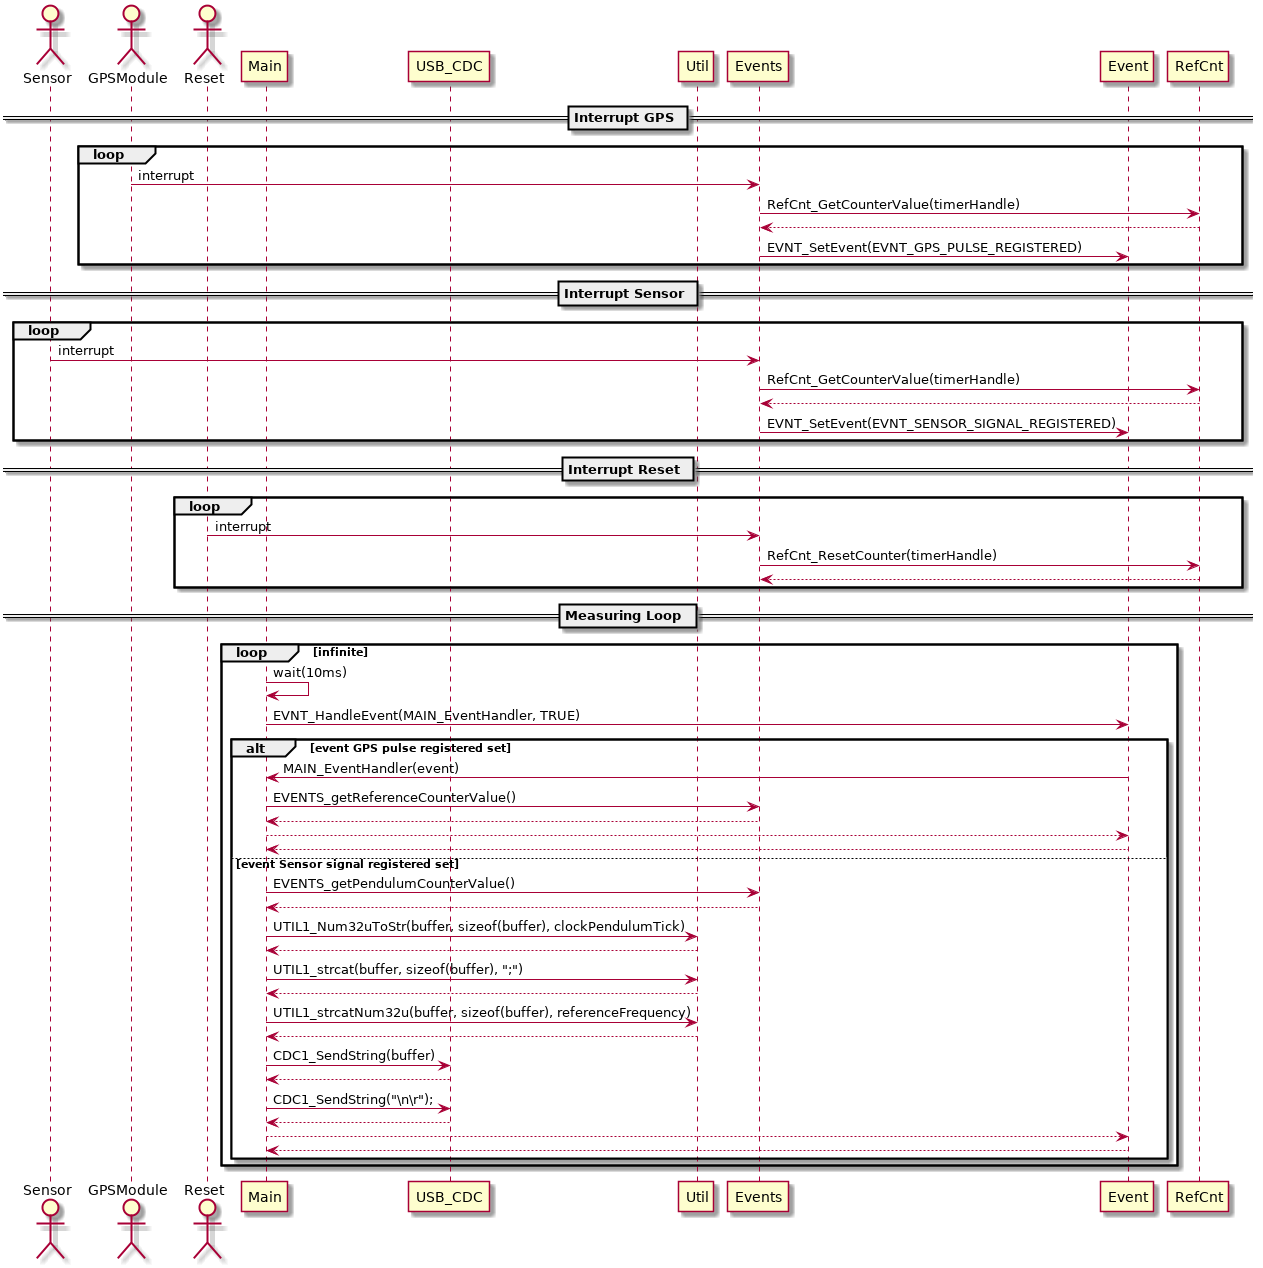 Sensor GPSModule Reset Main USB_CDC Util Events Event RefCnt
Interrupt GPS
loop
interrupt
RefCnt_GetCounterValue(timerHandle)
EVNT_SetEvent(EVNT_GPS_PULSE_REGISTERED)
Interrupt Sensor
loop
interrupt
RefCnt_GetCounterValue(timerHandle)
EVNT_SetEvent(EVNT_SENSOR_SIGNAL_REGISTERED)
Interrupt Reset
loop
interrupt
RefCnt_ResetCounter(timerHandle)
Measuring Loop
loop [infinite]
wait(10ms)
EVNT_HandleEvent(MAIN_EventHandler, TRUE)
alt [event GPS pulse registered set]
MAIN_EventHandler(event)
EVENTS_getReferenceCounterValue()
[event Sensor signal registered set]
EVENTS_getPendulumCounterValue()
UTIL1_Num32uToStr(buffer, sizeof(buffer), clockPendulumTick)
UTIL1_strcat(buffer, sizeof(buffer), ";")
UTIL1_strcatNum32u(buffer, sizeof(buffer), referenceFrequency)
CDC1_SendString(buffer)
CDC1_SendString("\n\r");
Sensor GPSModule Reset Main USB_CDC Util Events Event RefCnt